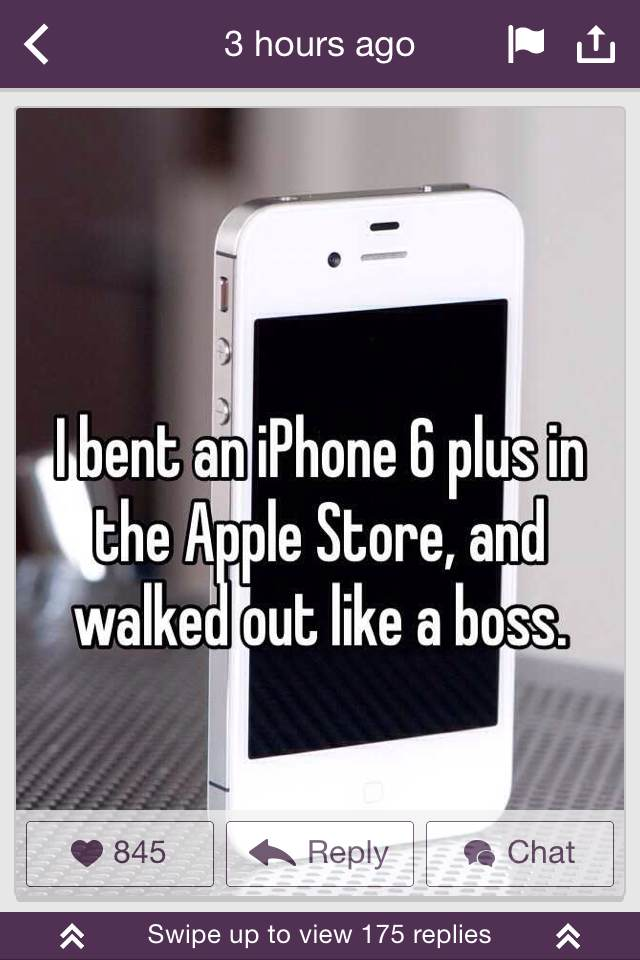 3 hours ago
I bent an iPhone 6 plus in
the Apple Store, and
walked out like a boss.
845
Reply
Chat
Swipe up to view 175 replies